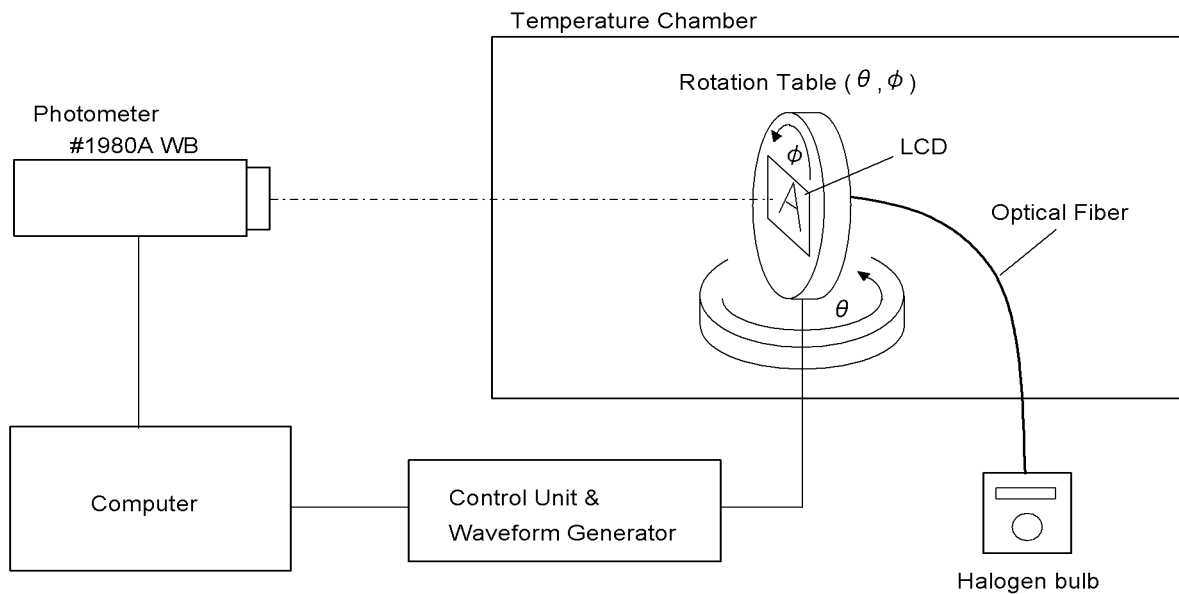 Temperature Chamber
Rotation Table ( θ , ϕ )
Photometer
#1980A WB
ϕ
LCD
A
Optical Fiber
θ
Computer
Control Unit &
Waveform Generator
Halogen bulb